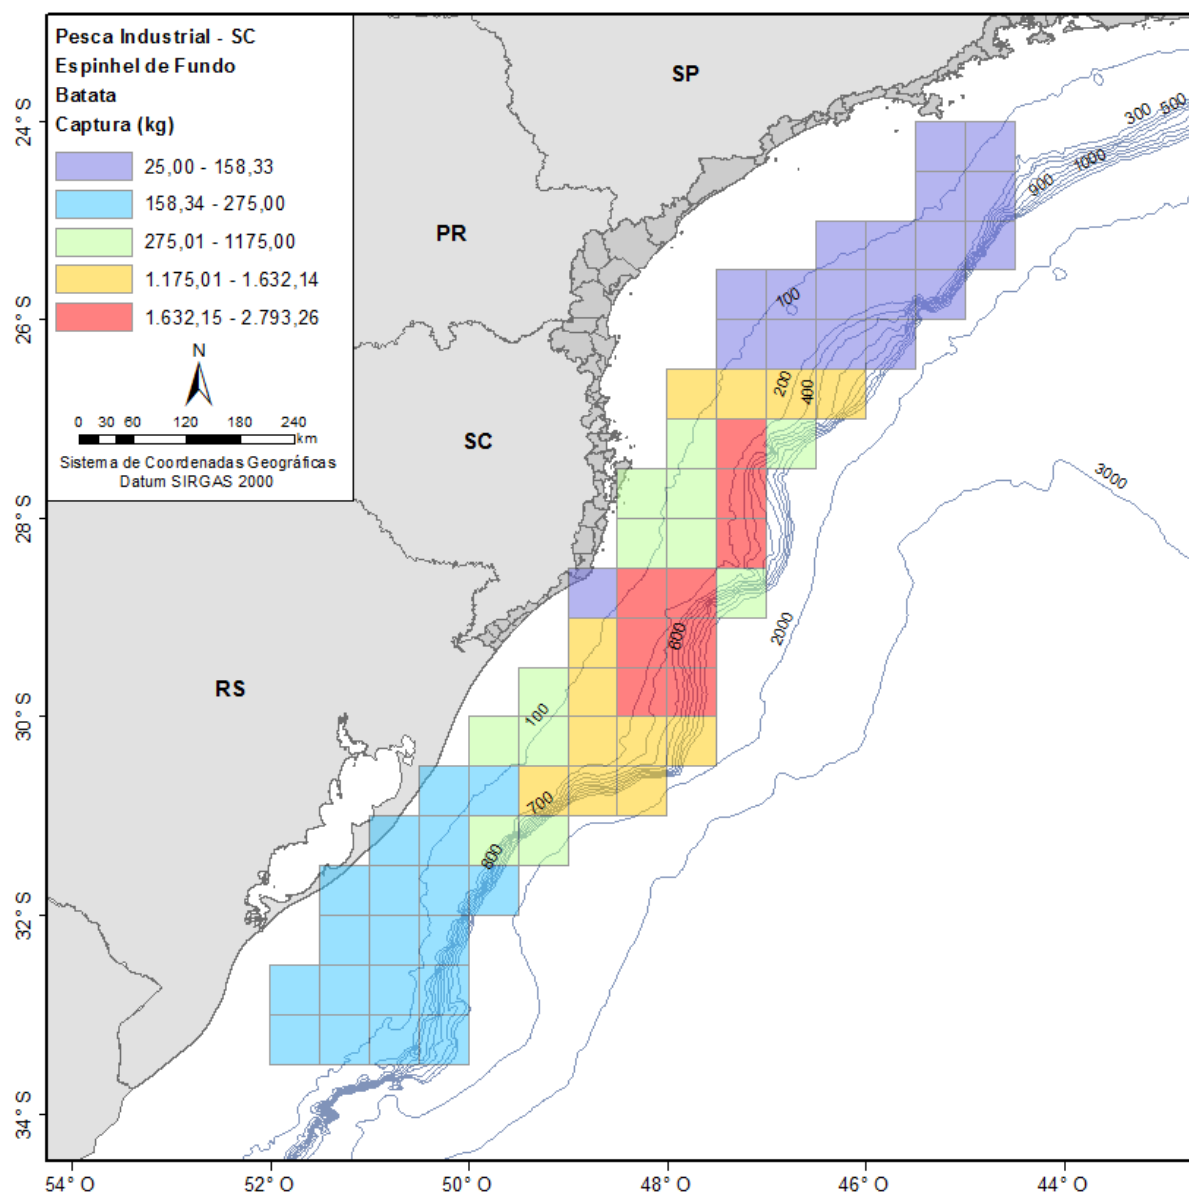 Pesca Industrial - SC
Espinhel de Fundo
Batata
Captura (kg)
25,00 - 158,33
158,34 - 275,00
275,01 - 1175,00
1.175,01 - 1.632,14
1.632,15 - 2.793,26
N
0 30 60 120 180 240
km
Sistema de Coordenadas Geográficas
Datum SIRGAS 2000
SP
PR
SC
RS
300
500
1000
900
100
200
400
3000
600
2000
100
700
800
24° S
26° S
28° S
30° S
32° S
34° S
54° O
52° O
50° O
48° O
46° O
44° O